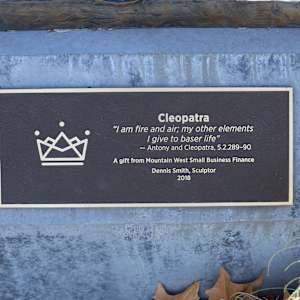 Cleopatra
"I am fire and air; my other elements
I give to baser life"
— Antony and Cleopatra, 5.2.289–90
A gift from Mountain West Small Business Finance
Dennis Smith, Sculptor
2016